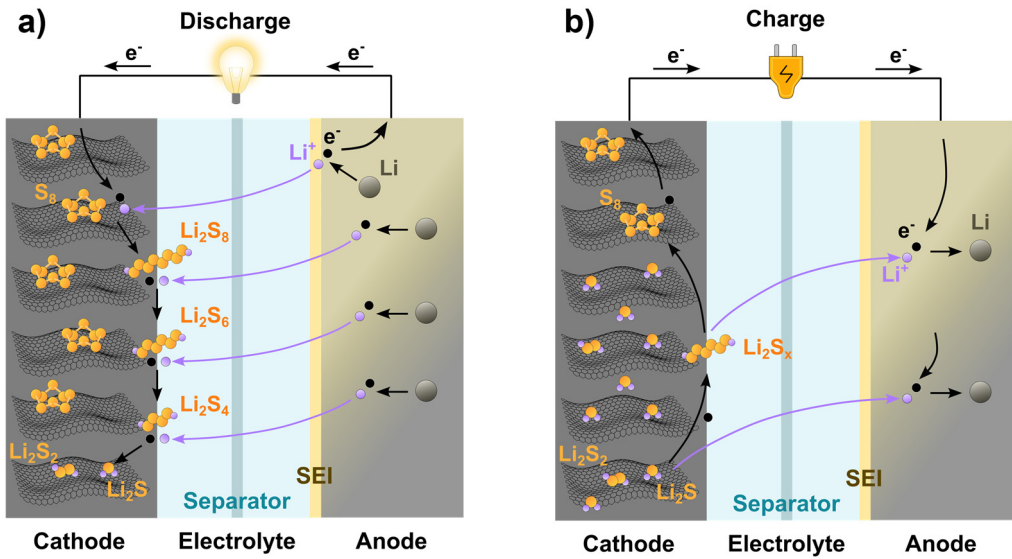 a)
Discharge
e⁻
e⁻
e⁻
Li⁺
Li
S₈
Li₂S₈
Li₂S₆
Li₂S₄
Li₂S₂
Li₂S
SEI
Separator
Cathode
Electrolyte
Anode
b)
Charge
e⁻
e⁻
S₈
Li
e⁻
Li⁺
Li₂Sₓ
Li₂S₂
Li₂S
SEI
Separator
Cathode
Electrolyte
Anode